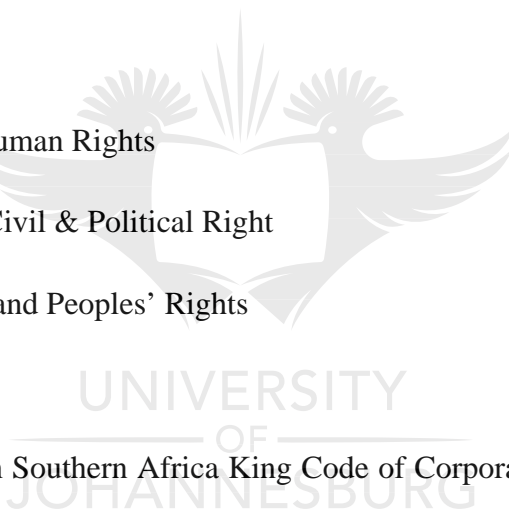 uman Rights
Civil & Political Right
and Peoples’ Rights
UNIVERSITY
OF
Southern Africa King Code of Corpora
JOHANNESBURG